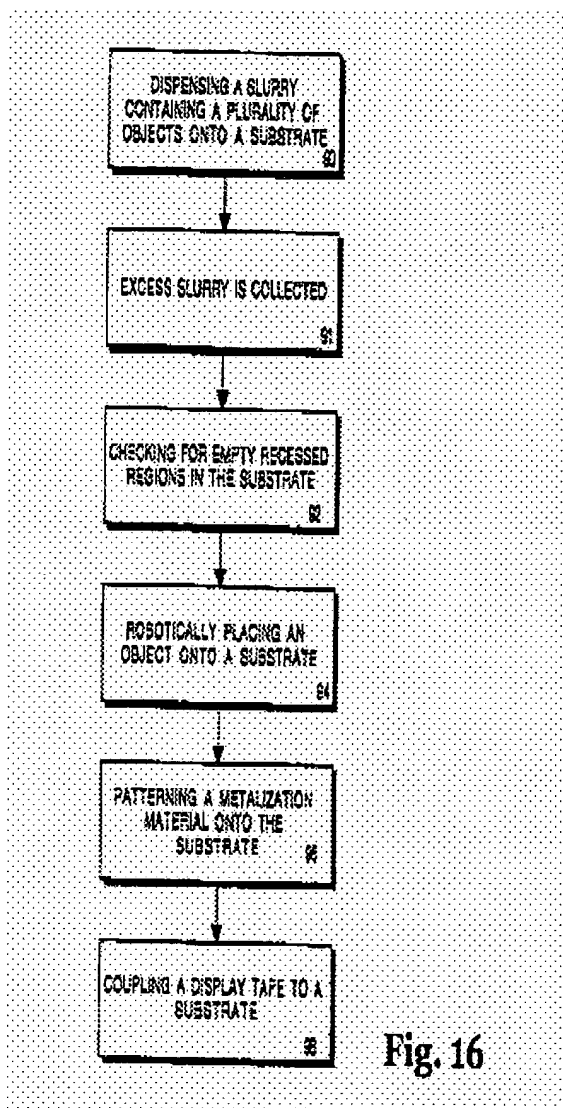 DISPENSING A SLURRY
CONTAINING A PLURALITY OF
OBJECTS ONTO A SUBSTRATE
90
EXCESS SLURRY IS COLLECTED
91
CHECKING FOR EMPTY RECESSED
REGIONS IN THE SUBSTRATE
92
ROBOTICALLY PLACING AN
OBJECT ONTO A SUBSTRATE
94
PATTERNING A METALIZATION
MATERIAL ONTO THE
SUBSTRATE
COUPLING A DISPLAY TAPE TO A
SUBSTRATE
Fig. 16